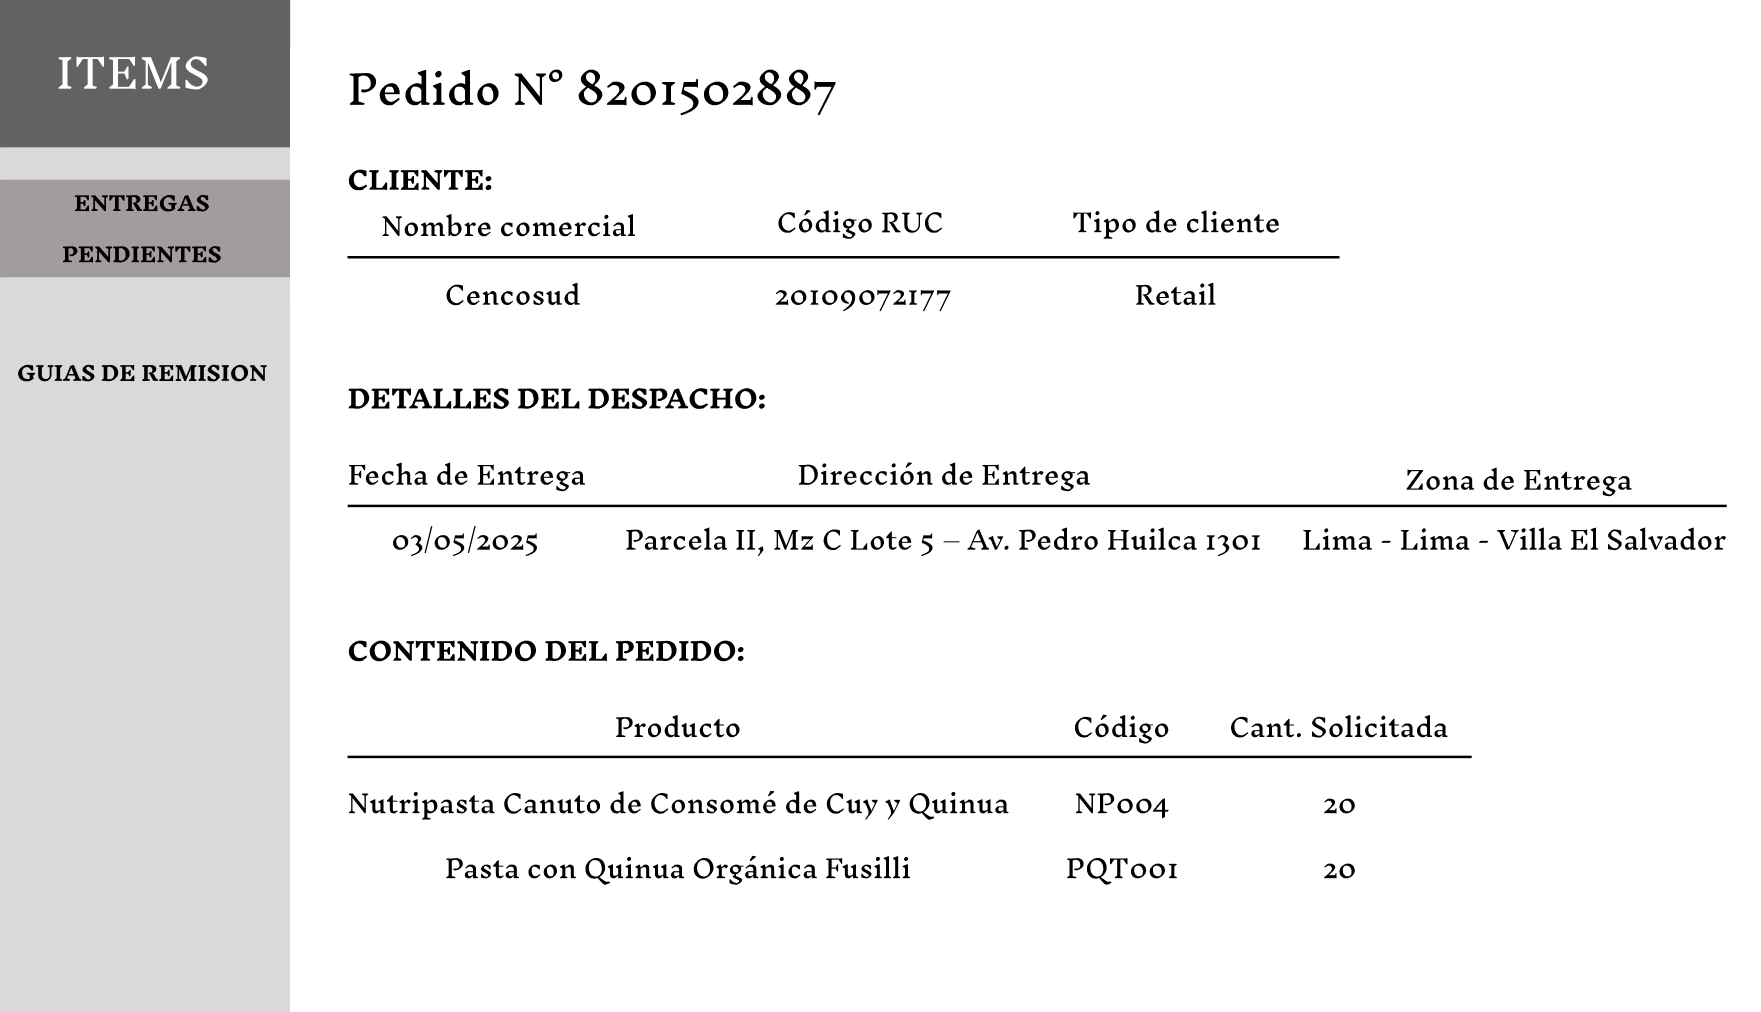 ITEMS
ENTREGAS
PENDIENTES
GUIAS DE REMISION
Pedido N° 8201502887
CLIENTE:
Nombre comercial Código RUC Tipo de cliente
Cencosud 20109072177 Retail
DETALLES DEL DESPACHO:
Fecha de Entrega Dirección de Entrega Zona de Entrega
03/05/2025 Parcela II, Mz C Lote 5 – Av. Pedro Huilca 1301 Lima - Lima - Villa El Salvador
CONTENIDO DEL PEDIDO:
Producto Código Cant. Solicitada
Nutripasta Canuto de Consomé de Cuy y Quinua NP004 20
Pasta con Quinua Orgánica Fusilli PQT001 20